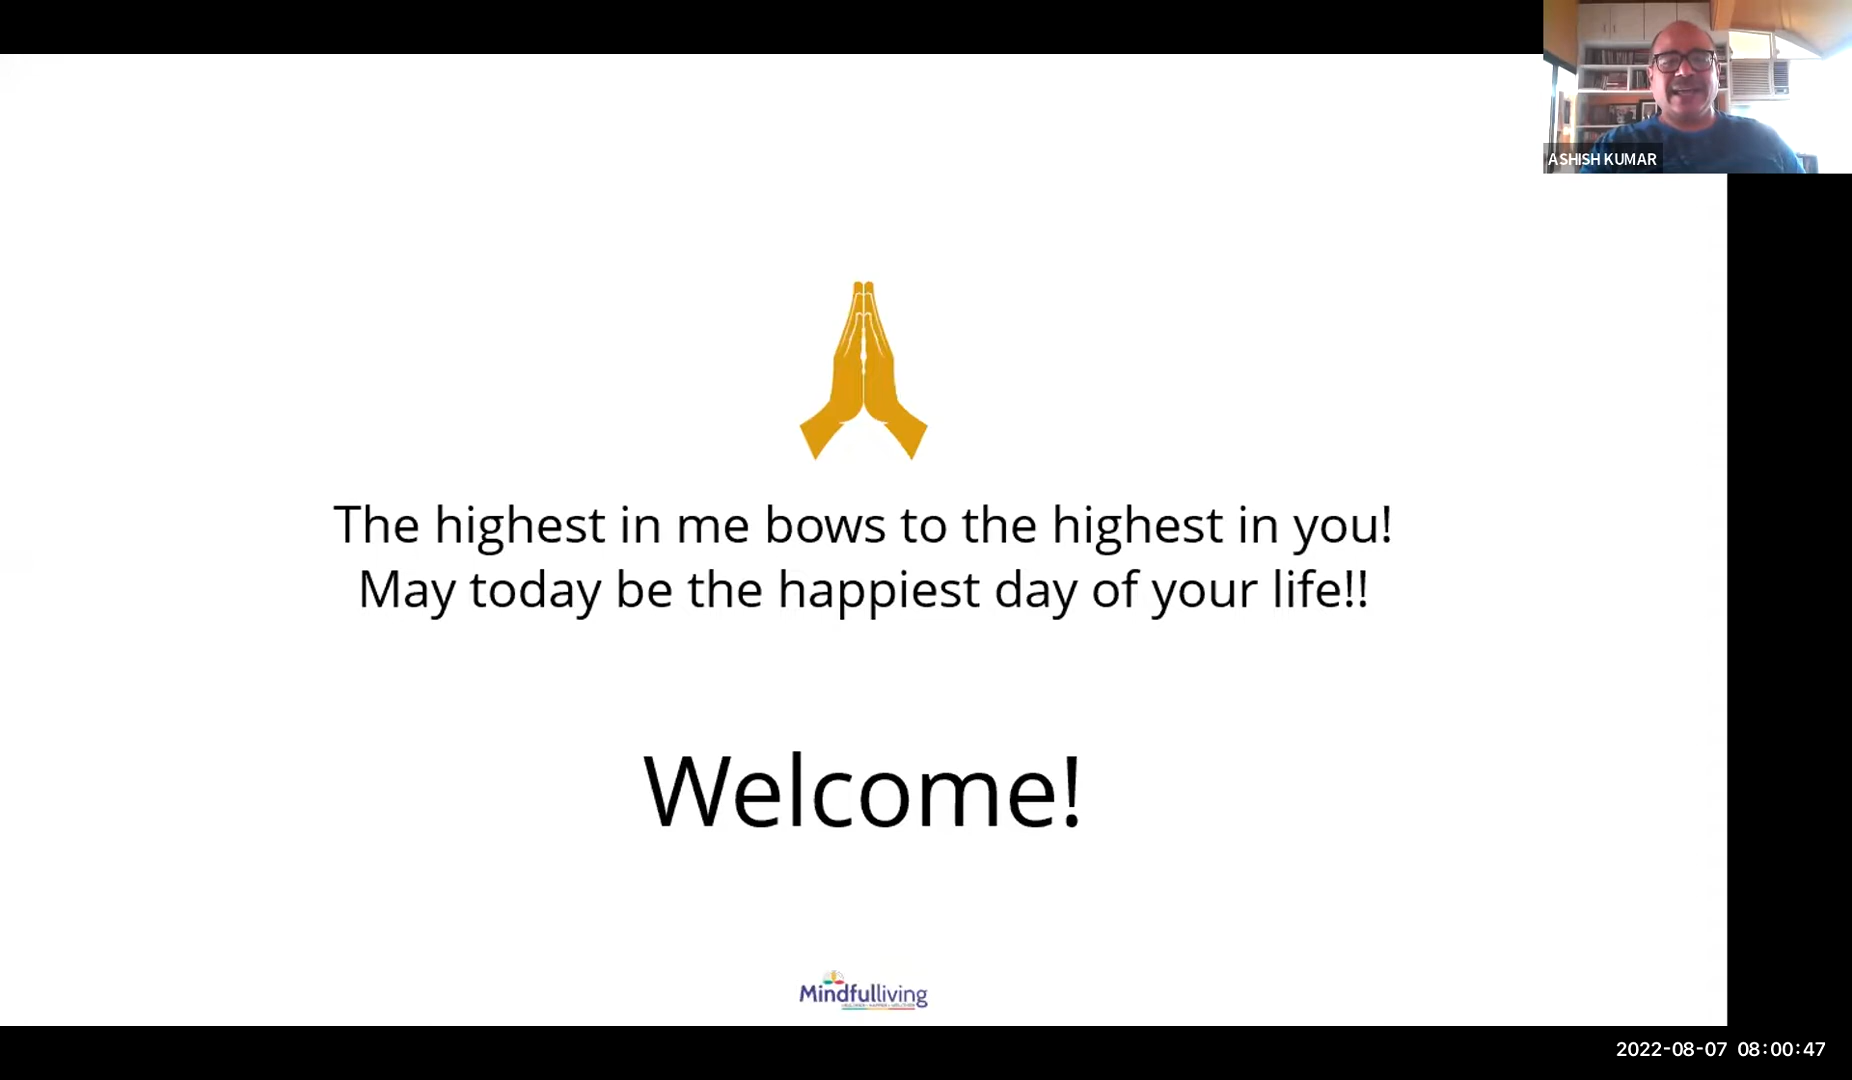 ASHISH KUMAR
The highest in me bows to the highest in you!
May today be the happiest day of your life!!
Welcome!
Mindfulliving
2022-08-07 08:00:47